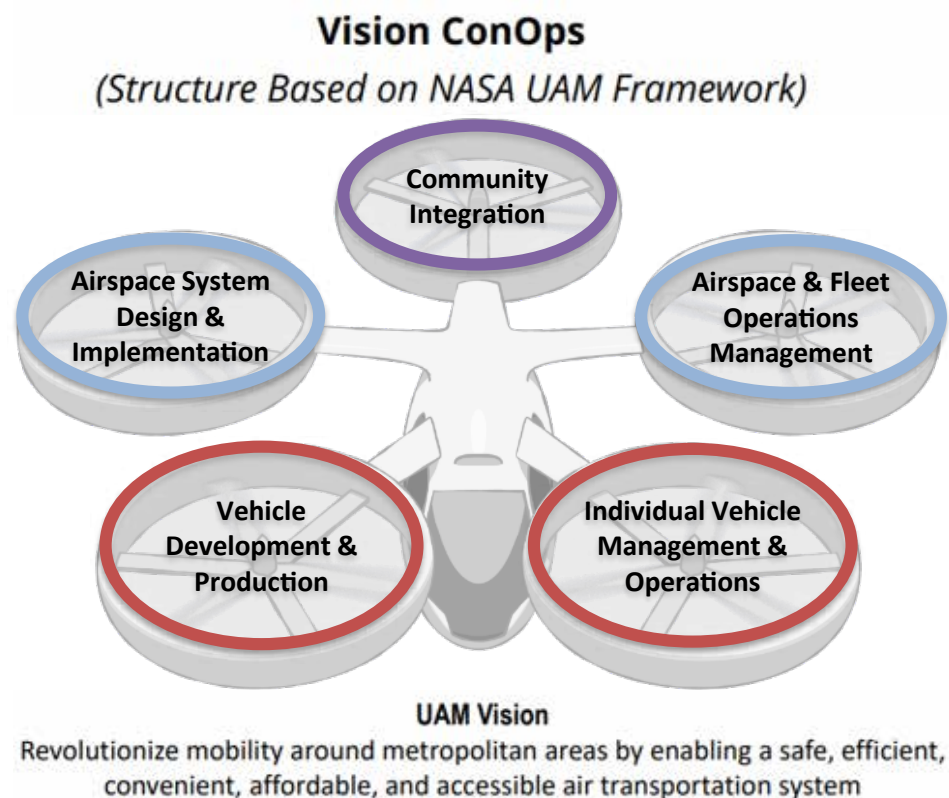 Vision ConOps
(Structure Based on NASA UAM Framework)
Community
Integration
Airspace System
Design &
Implementation
Airspace & Fleet
Operations
Management
Vehicle
Development &
Production
Individual Vehicle
Management &
Operations
UAM Vision
Revolutionize mobility around metropolitan areas by enabling a safe, efficient,
convenient, affordable, and accessible air transportation system